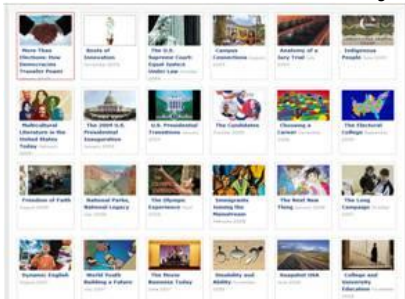 More Than
Elections: How
Democracies
Transfer Power
Roots of
Innovation
The U.S.
Supreme Court:
Equal Justice
Under Law
Campus
Connections
Anatomy of a
Jury Trial
Indigenous
People
Multicultural
Literature in the
United States
Today
The 2009 U.S.
Presidential
Inauguration
U.S. Presidential
Transitions
The Candidates
Choosing a
Career
The Electoral
College
Freedom of Faith
National Parks,
National Legacy
The Olympic
Experience
Immigrants
Joining the
Mainstream
The Next New
Thing
The Long
Campaign
Dynamic English
World Youth
Building a Future
The Movie
Business Today
Disability and
Ability
Snapshot USA
College and
University
Education